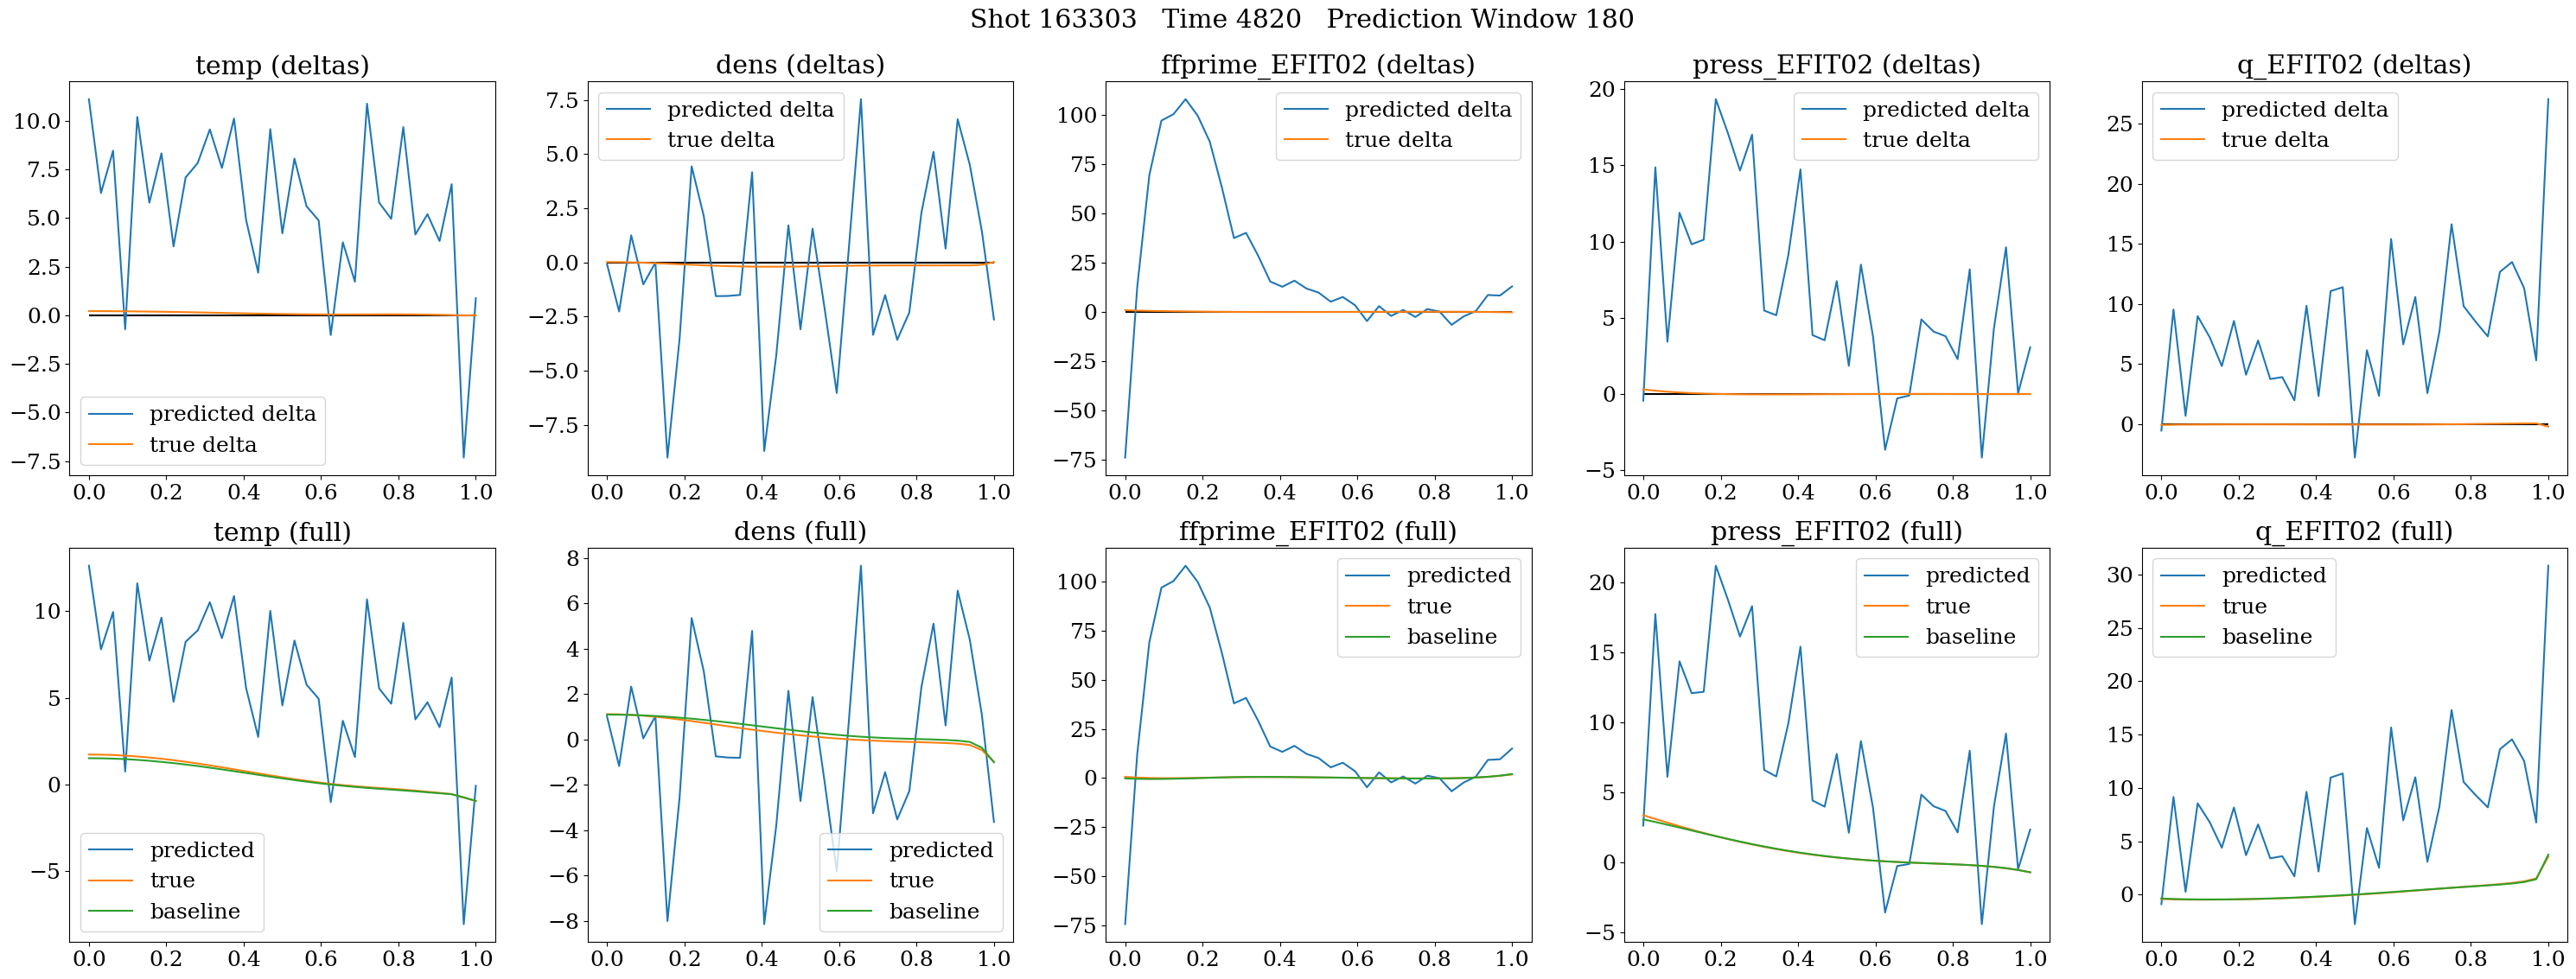 Shot 163303   Time 4820   Prediction Window 180
temp (deltas)
10.0
7.5
5.0
2.5
0.0
−2.5
−5.0
−7.5
predicted delta
true delta
0.0 0.2 0.4 0.6 0.8 1.0
dens (deltas)
7.5
5.0
2.5
0.0
−2.5
−5.0
−7.5
predicted delta
true delta
0.0 0.2 0.4 0.6 0.8 1.0
ffprime_EFIT02 (deltas)
100
75
50
25
0
−25
−50
−75
predicted delta
true delta
0.0 0.2 0.4 0.6 0.8 1.0
press_EFIT02 (deltas)
20
15
10
5
0
−5
predicted delta
true delta
0.0 0.2 0.4 0.6 0.8 1.0
q_EFIT02 (deltas)
25
20
15
10
5
0
predicted delta
true delta
0.0 0.2 0.4 0.6 0.8 1.0
temp (full)
10
5
0
−5
predicted
true
baseline
0.0 0.2 0.4 0.6 0.8 1.0
dens (full)
8
6
4
2
0
−2
−4
−6
−8
predicted
true
baseline
0.0 0.2 0.4 0.6 0.8 1.0
ffprime_EFIT02 (full)
100
75
50
25
0
−25
−50
−75
predicted
true
baseline
0.0 0.2 0.4 0.6 0.8 1.0
press_EFIT02 (full)
20
15
10
5
0
−5
predicted
true
baseline
0.0 0.2 0.4 0.6 0.8 1.0
q_EFIT02 (full)
30
25
20
15
10
5
0
predicted
true
baseline
0.0 0.2 0.4 0.6 0.8 1.0